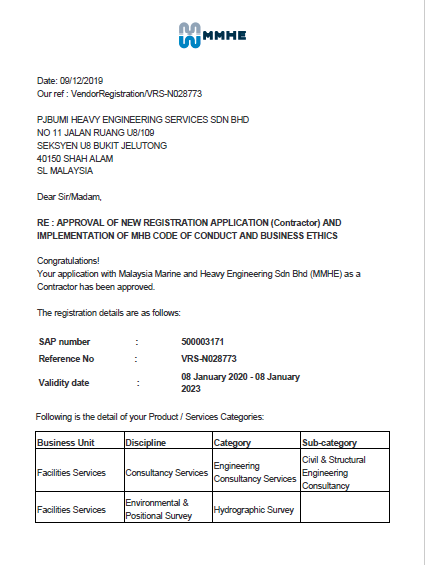 MMHE
Date: 09/12/2019
Our ref : VendorRegistration/VRS-N028773
PJBUMI HEAVY ENGINEERING SERVICES SDN BHD
NO 11 JALAN RUANG U8/109
SEKSYEN U8 BUKIT JELUTONG
40150 SHAH ALAM
SL MALAYSIA
Dear Sir/Madam,
RE : APPROVAL OF NEW REGISTRATION APPLICATION (Contractor) AND
IMPLEMENTATION OF MHB CODE OF CONDUCT AND BUSINESS ETHICS
Congratulations!
Your application with Malaysia Marine and Heavy Engineering Sdn Bhd (MMHE) as a
Contractor has been approved.
The registration details are as follows:
SAP number : 500003171
Reference No : VRS-N028773
Validity date : 08 January 2020 - 08 January
2023
Following is the detail of your Product / Services Categories:
Business Unit Discipline Category Sub-category
Facilities Services Consultancy Services Engineering
Consultancy Services Civil & Structural
Engineering
Consultancy
Facilities Services Environmental &
Positional Survey Hydrographic Survey